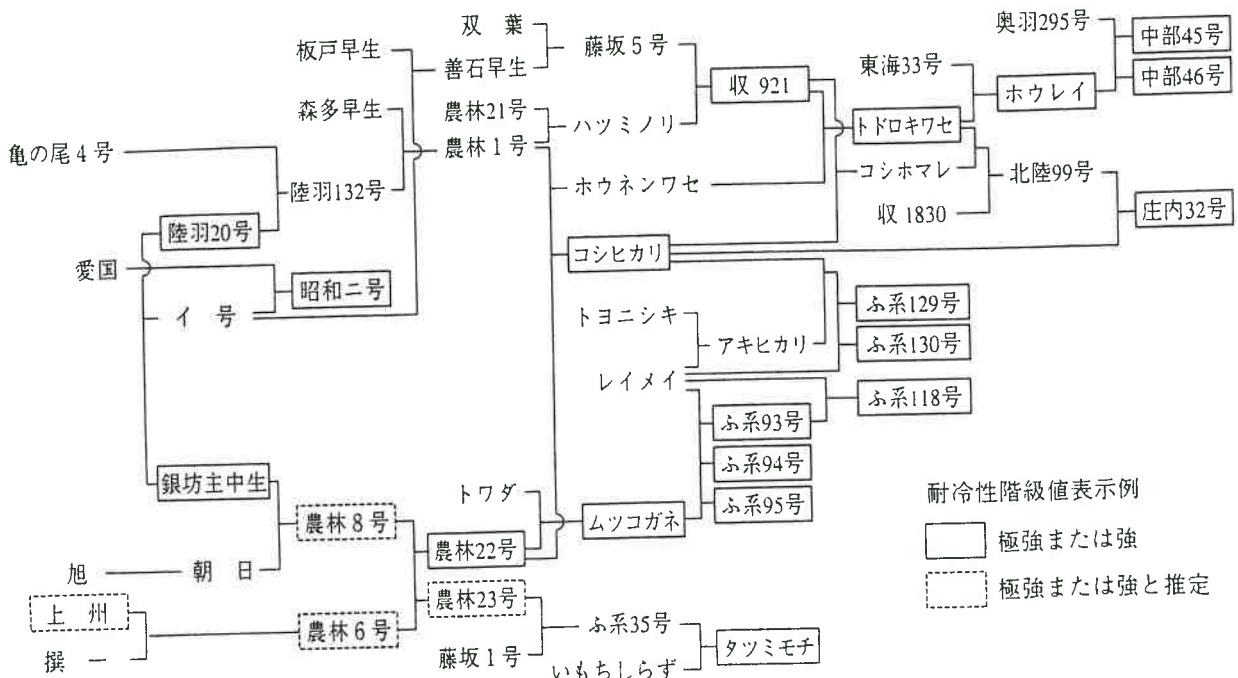 双 葉
奥羽295号
板戸早生
藤坂5号
中部45号
善石早生
東海33号
収 921
中部46号
ホウレイ
森多早生
農林21号
ハツミノリ
トドロキワセ
亀の尾4号
農林1号
コシホマレ
北陸99号
陸羽132号
ホウネンワセ
収1830
庄内32号
陸羽20号
コシヒカリ
愛国
昭和二号
イ 号
トヨニシキ
アキヒカリ
ふ系129号
ふ系130号
レイメイ
ふ系118号
ふ系93号
銀坊主中生
トワダ
ふ系94号
耐冷性階級値表示例
農林8号
ムツコガネ
ふ系95号
極強または強
農林22号
旭
朝 日
極強または強と推定
上 州
農林23号
農林6号
ふ系35号
撰 一
藤坂1号
タツミモチ
いもちしらず